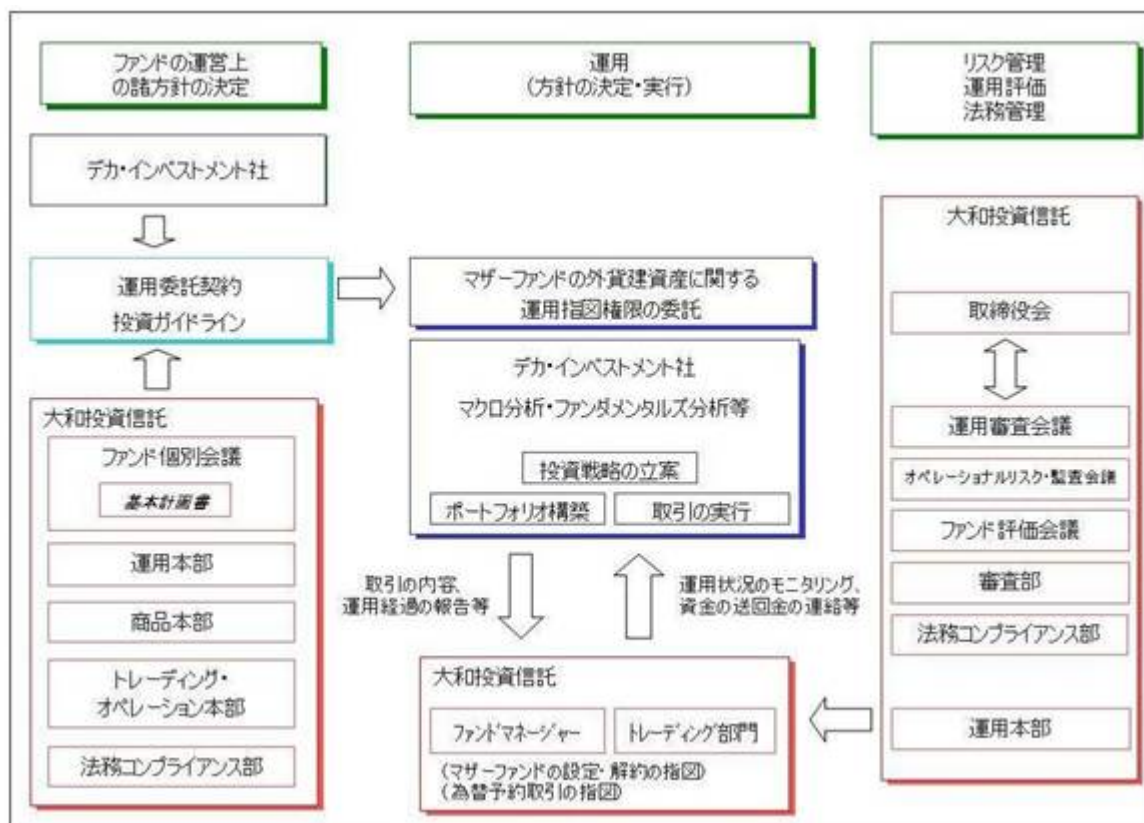 ファンドの運営上
の諸方針の決定
デカ・インベストメント社
運用委託契約
投資ガイドライン
大和投資信託
ファンド個別会議
基本計画書
運用本部
商品本部
トレーディング・
オペレーション本部
法務コンプライアンス部
運用
(方針の決定・実行)
マザーファンドの外貨建資産に関する
運用指図権限の委託
デカ・インベストメント社
マクロ分析・ファンダメンタルズ分析等
投資戦略の立案
ポートフォリオ構築
取引の実行
取引の内容、
運用経過の報告等
運用状況のモニタリング、
資金の送回金の連絡等
大和投資信託
ファンドマネージャー
トレーディング部門
(マザーファンドの設定・解約の指図)
(為替予約取引の指図)
リスク管理
運用評価
法務管理
大和投資信託
取締役会
運用審査会議
オペレーショナルリスク・監査会議
ファンド評価会議
審査部
法務コンプライアンス部
運用本部